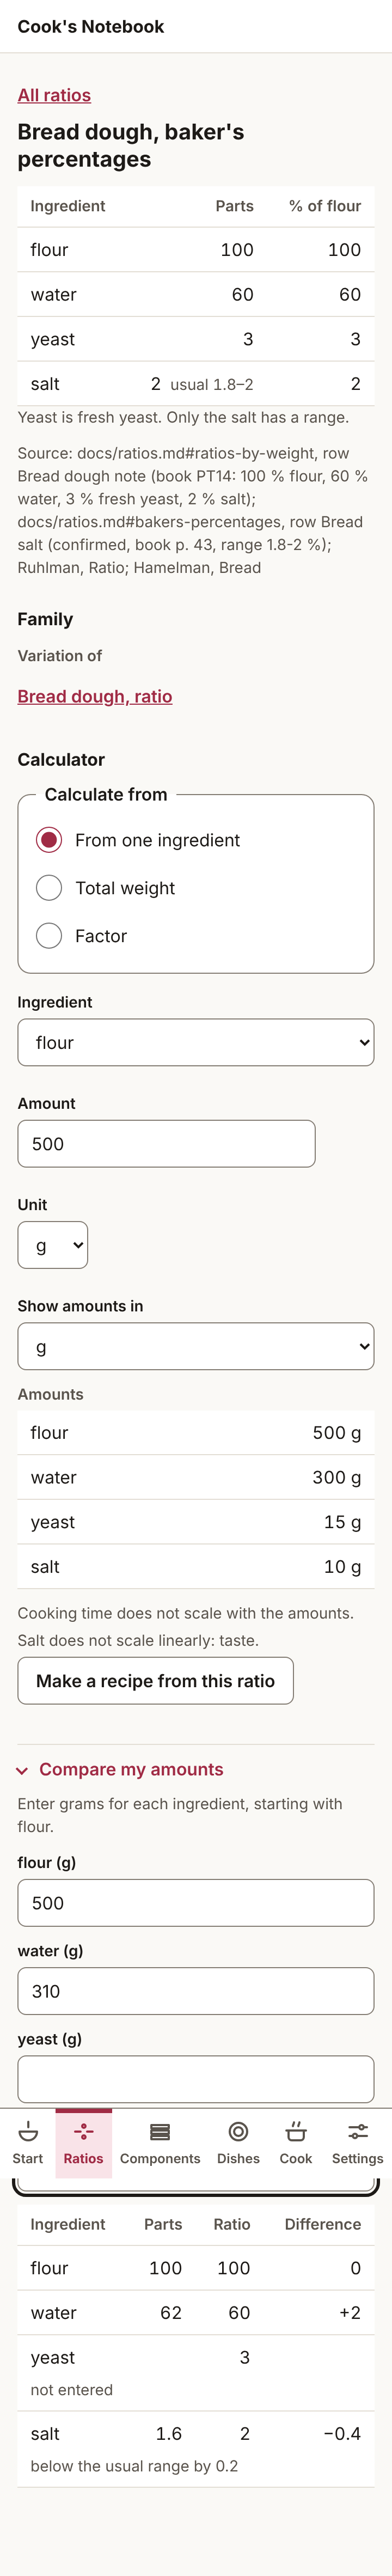 Cook's Notebook
All ratios
Bread dough, baker's
percentages
Ingredient Parts % of flour
flour 100 100
water 60 60
yeast 3 3
salt 2 usual 1.8–2 2
Yeast is fresh yeast. Only the salt has a range.
Source: docs/ratios.md#ratios-by-weight, row
Bread dough note (book PT14: 100 % flour, 60 %
water, 3 % fresh yeast, 2 % salt);
docs/ratios.md#bakers-percentages, row Bread
salt (confirmed, book p. 43, range 1.8-2 %);
Ruhlman, Ratio; Hamelman, Bread
Family
Variation of
Bread dough, ratio
Calculator
Calculate from
From one ingredient
Total weight
Factor
Ingredient
flour
Amount
500
Unit
g
Show amounts in
g
Amounts
flour 500 g
water 300 g
yeast 15 g
salt 10 g
Cooking time does not scale with the amounts.
Salt does not scale linearly: taste.
Make a recipe from this ratio
Compare my amounts
Enter grams for each ingredient, starting with
flour.
flour (g)
500
water (g)
310
yeast (g)
Start Ratios Components Dishes Cook Settings
Ingredient Parts Ratio Difference
flour 100 100 0
water 62 60 +2
yeast 3
not entered
salt 1.6 2 −0.4
below the usual range by 0.2